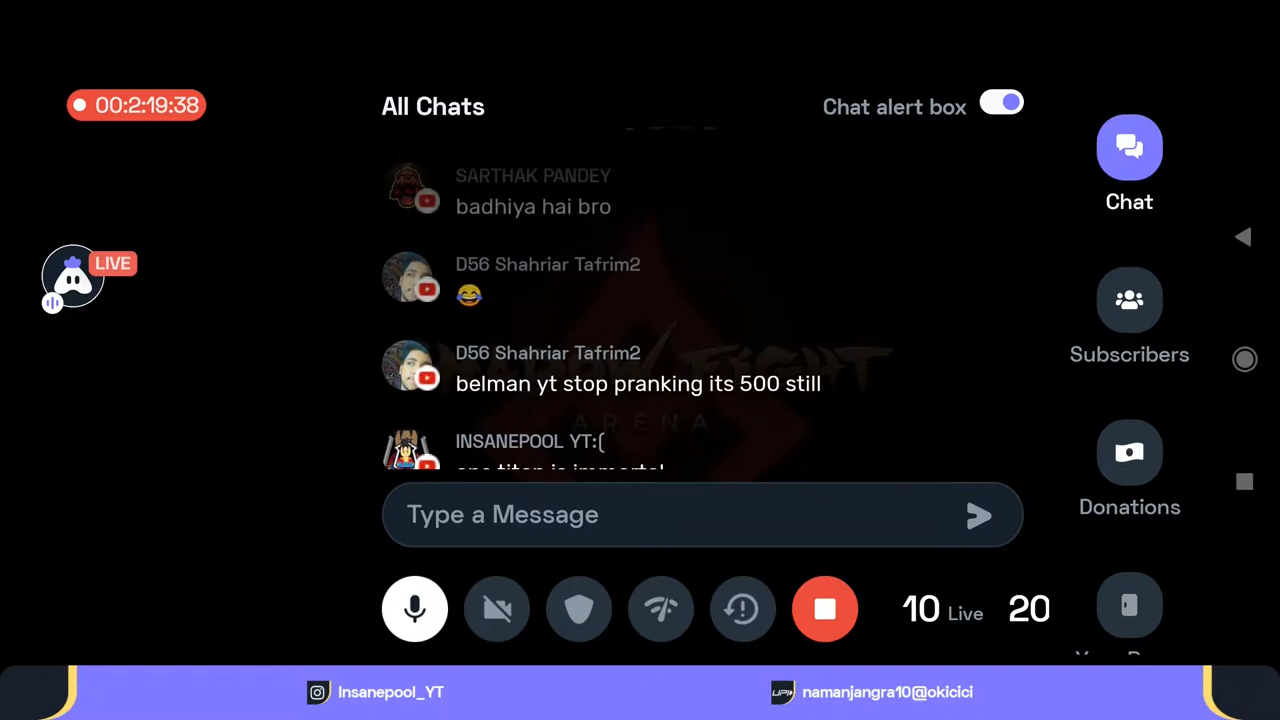 00:2:19:38
All Chats
Chat alert box
SARTHAK PANDEY
badhiya hai bro
LIVE
D56 Shahriar Tafrim2
😂
D56 Shahriar Tafrim2
belman yt stop pranking its 500 still
ARENA
INSANEPOOL YT:(
Type a Message
10 Live 20
Chat
Subscribers
Donations
Insanepool_YT
UPI
namanjangra10@okicici